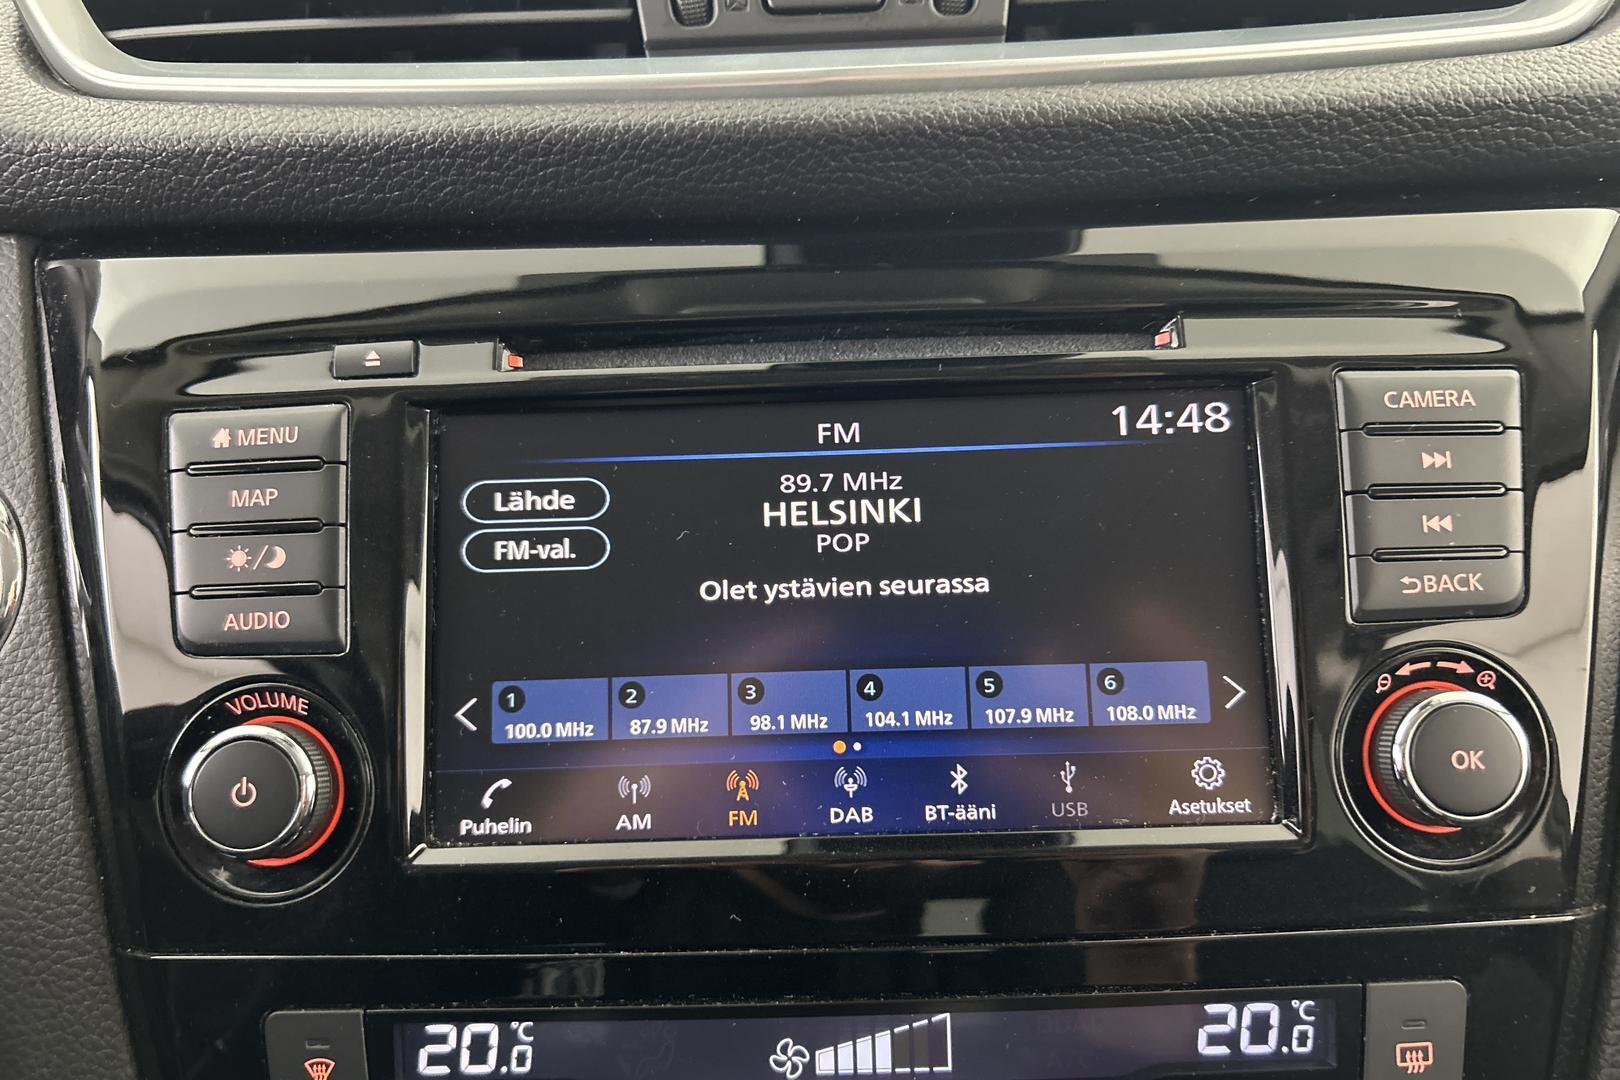 MENU
MAP
AUDIO
VOLUME
FM
14:48
Lähde
FM-val.
89.7 MHz
HELSINKI
POP
Olet ystävien seurassa
1 100.0 MHz
2 87.9 MHz
3 98.1 MHz
4 104.1 MHz
5 107.9 MHz
6 108.0 MHz
Puhelin
AM
FM
DAB
BT-ääni
USB
Asetukset
CAMERA
BACK
OK
20.0 °C
20.0 °C